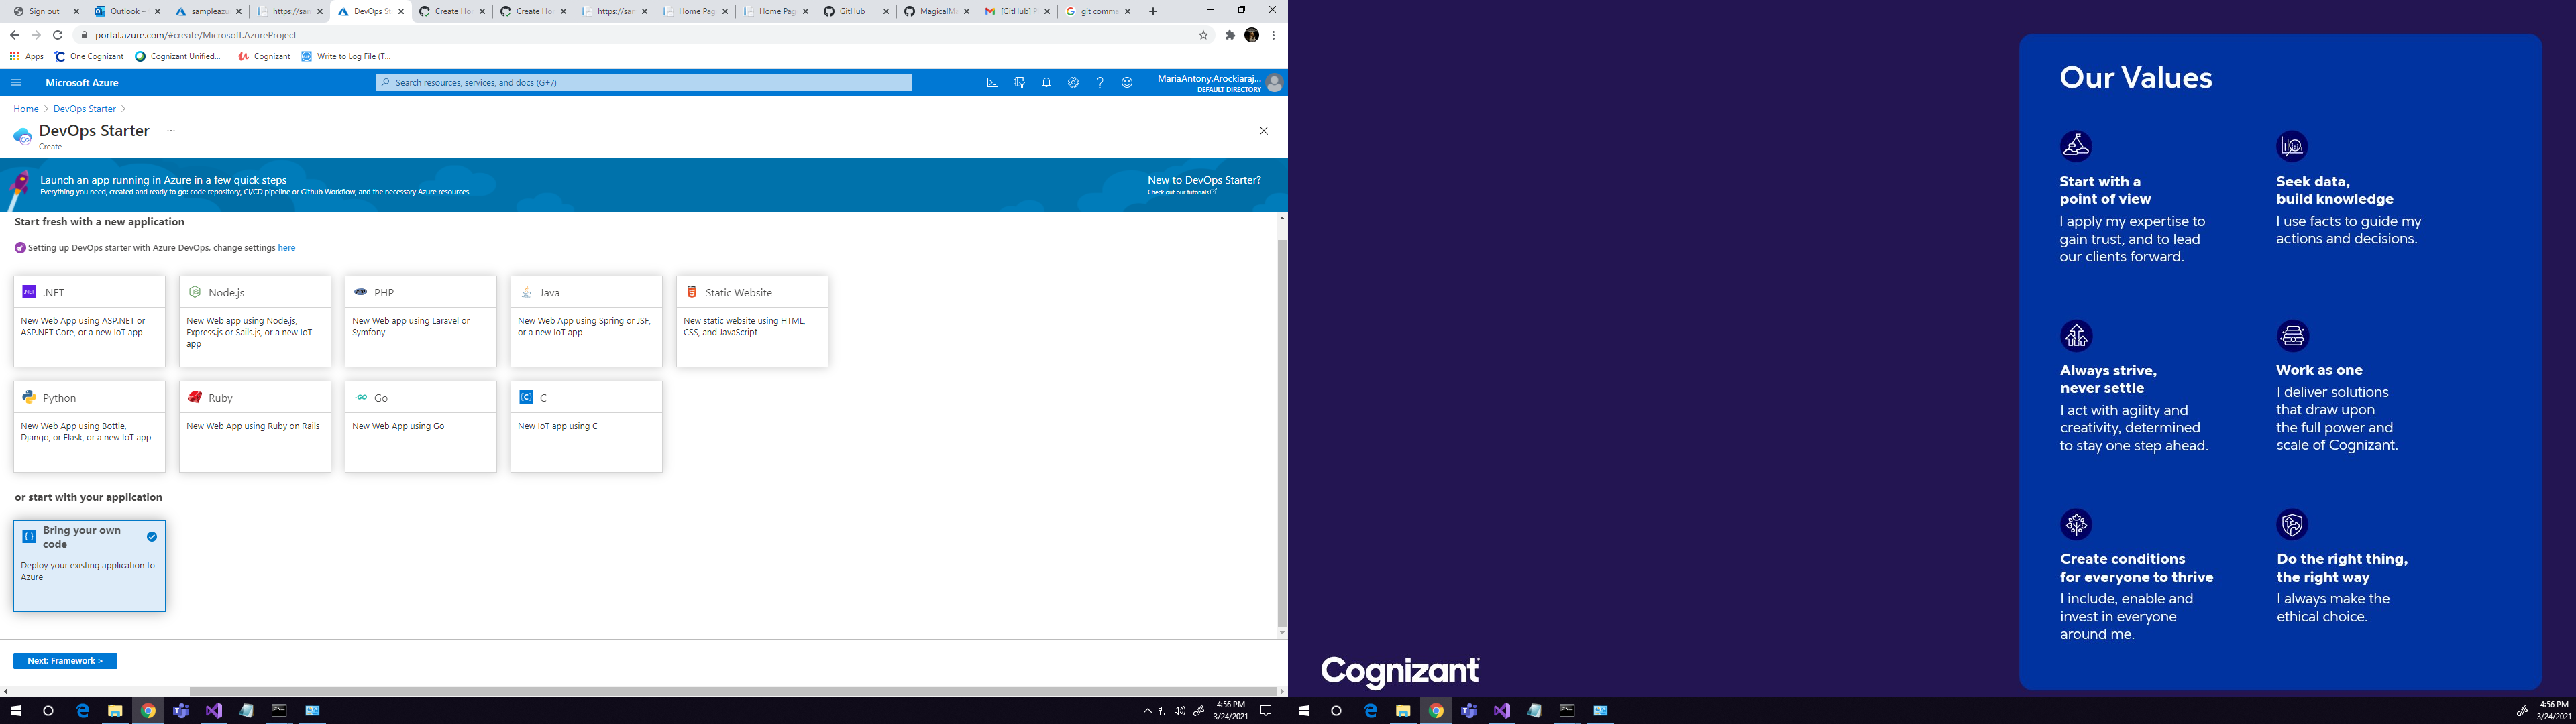 Sign out
Outlook –
sampleazu
https://san
DevOps St
Create Hon
Create Hon
https://san
Home Pag
Home Pag
GitHub
MagicalMa
[GitHub] P
git comma
portal.azure.com/#create/Microsoft.AzureProject
Apps
One Cognizant
Cognizant Unified...
Cognizant
Write to Log File (T...
Microsoft Azure
Search resources, services, and docs (G+/)
MariaAntony.Arockiaraj...
DEFAULT DIRECTORY
Home > DevOps Starter >
DevOps Starter ...
Create
Launch an app running in Azure in a few quick steps
Everything you need, created and ready to go: code repository, CI/CD pipeline or Github Workflow, and the necessary Azure resources.
New to DevOps Starter?
Check out our tutorials
Start fresh with a new application
Setting up DevOps starter with Azure DevOps, change settings here
.NET
New Web App using ASP.NET or
ASP.NET Core, or a new IoT app
Node.js
New Web app using Node.js,
Express.js or Sails.js, or a new IoT
app
PHP
New Web app using Laravel or
Symfony
Java
New Web App using Spring or JSF,
or a new IoT app
Static Website
New static website using HTML,
CSS, and JavaScript
Python
New Web App using Bottle,
Django, or Flask, or a new IoT app
Ruby
New Web App using Ruby on Rails
Go
New Web App using Go
C
New IoT app using C
or start with your application
Bring your own
code
Deploy your existing application to
Azure
Next: Framework >
4:56 PM
3/24/2021
Our Values
Start with a
point of view
I apply my expertise to
gain trust, and to lead
our clients forward.
Seek data,
build knowledge
I use facts to guide my
actions and decisions.
Always strive,
never settle
I act with agility and
creativity, determined
to stay one step ahead.
Work as one
I deliver solutions
that draw upon
the full power and
scale of Cognizant.
Create conditions
for everyone to thrive
I include, enable and
invest in everyone
around me.
Do the right thing,
the right way
I always make the
ethical choice.
Cognizant
4:56 PM
3/24/2021